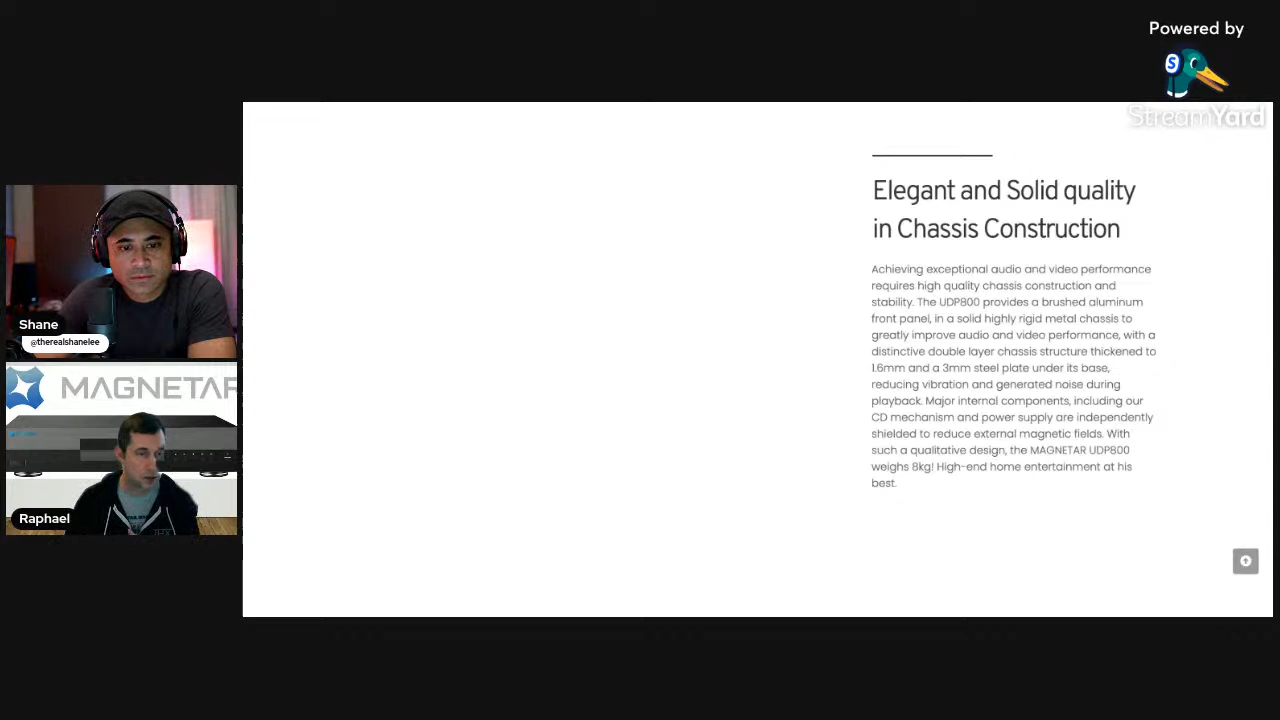 Powered by
S
StreamYard
Elegant and Solid quality
in Chassis Construction
Achieving exceptional audio and video performance
requires high quality chassis construction and
stability. The UDP800 provides a brushed aluminum
front panel, in a solid highly rigid metal chassis to
greatly improve audio and video performance, with a
distinctive double layer chassis structure thickened to
1.6mm and a 3mm steel plate under its base,
reducing vibration and generated noise during
playback. Major internal components, including our
CD mechanism and power supply are independently
shielded to reduce external magnetic fields. With
such a qualitative design, the MAGNETAR UDP800
weighs 8kg! High-end home entertainment at his
best.
Shane
@therealshanelee
MAGNETAR
Raphael